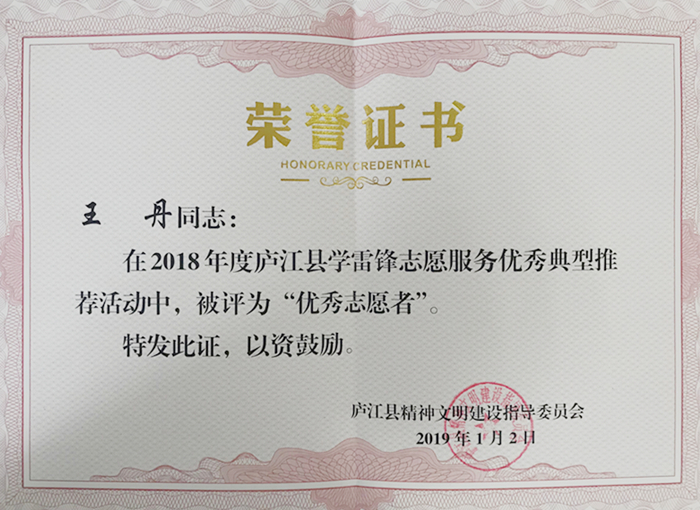 荣誉证书
HONORARY CREDENTIAL
王 丹同志：
在2018年度庐江县学雷锋志愿服务优秀典型推
荐活动中，被评为“优秀志愿者”。
特发此证，以资鼓励。
庐江县精神文明建设指导委员会
2019年1月2日